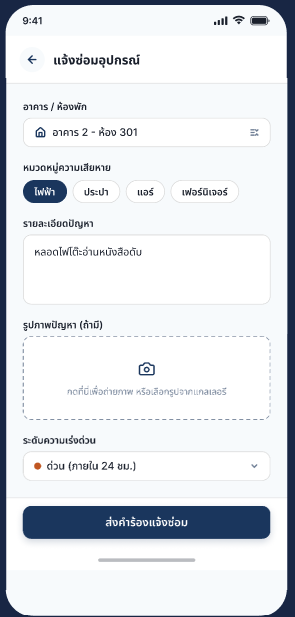 9:41
แจ้งซ่อมอุปกรณ์
อาคาร / ห้องพัก
อาคาร 2 - ห้อง 301
หมวดหมู่ความเสียหาย
ไฟฟ้า ประปา แอร์ เฟอร์นิเจอร์
รายละเอียดปัญหา
หลอดไฟโต๊ะอ่านหนังสือดับ
รูปภาพปัญหา (ถ้ามี)
กดที่นี่เพื่อถ่ายภาพ หรือเลือกรูปจากแกลเลอรี
ระดับความเร่งด่วน
ด่วน (ภายใน 24 ชม.)
ส่งคำร้องแจ้งซ่อม